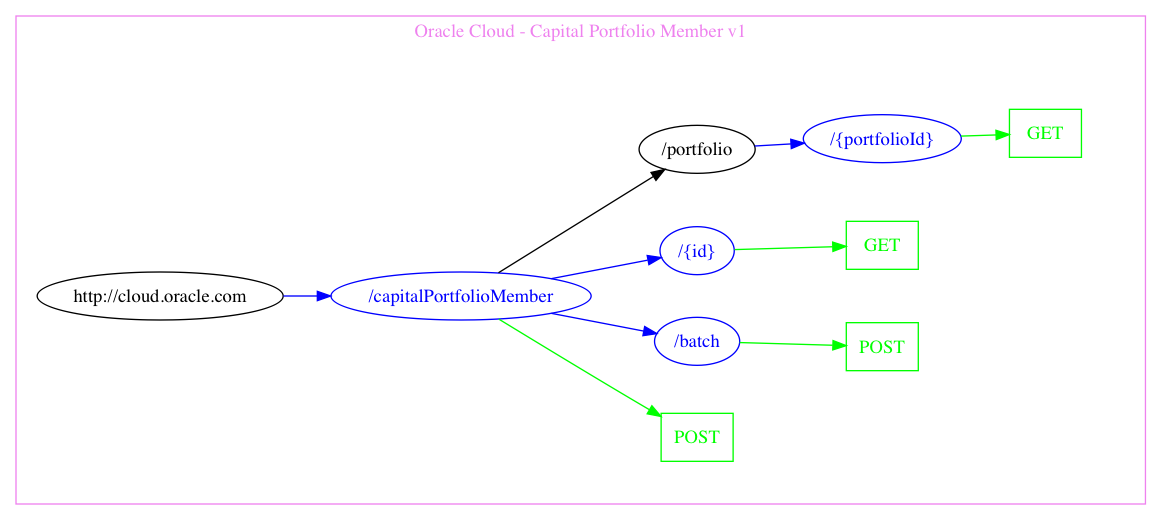 Oracle Cloud - Capital Portfolio Member v1
/portfolio
/{portfolioId}
GET
/{id}
GET
http://cloud.oracle.com
/capitalPortfolioMember
/batch
POST
POST